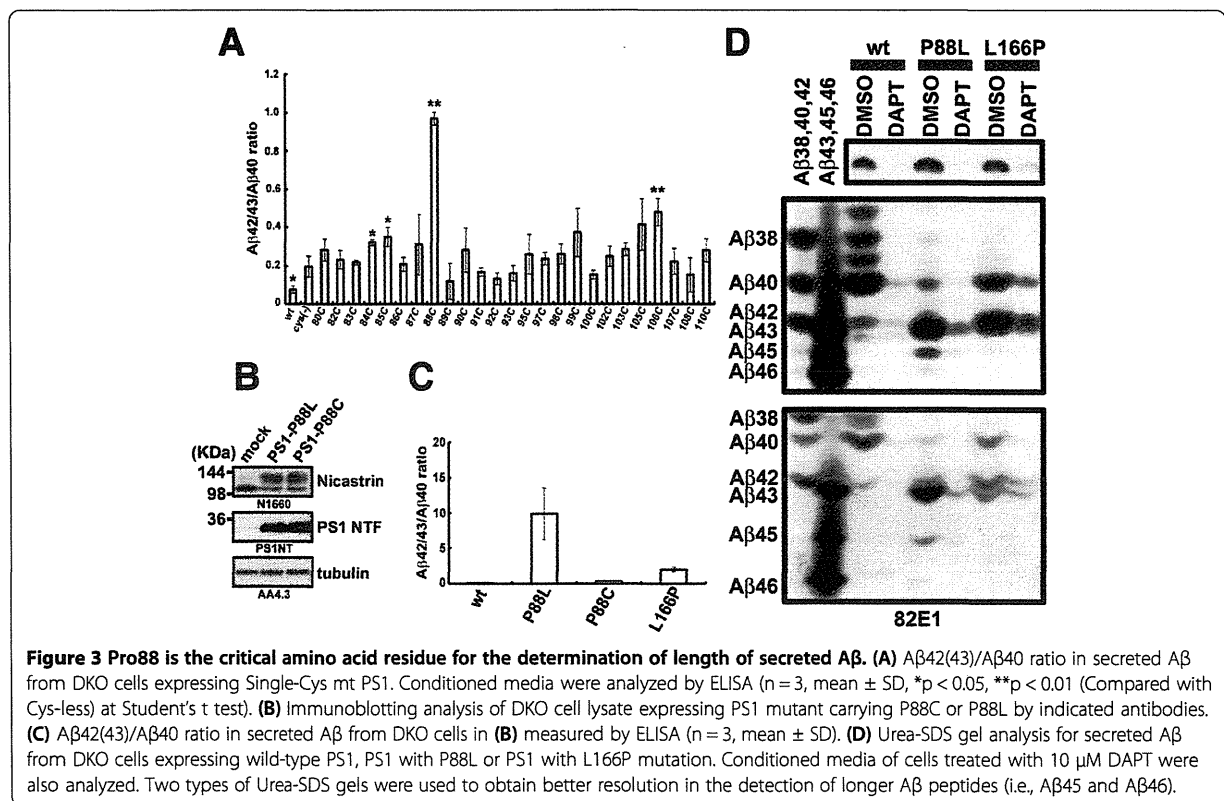 A
Aβ42/43/Aβ40 ratio
1.2
1.0
0.8
0.6
0.4
0.2
0
* * * ** **
wt cys(-) 80C 82C 83C 84C 85C 86C 87C 88C 89C 90C 91C 92C 93C 95C 97C 98C 99C 100C 102C 103C 105C 106C 107C 108C 110C
B
mock PS1-P88L PS1-P88C
(KDa)
144
98
Nicastrin
N1660
36
PS1 NTF
PS1NT
tubulin
AA4.3
C
Aβ42/43/Aβ40 ratio
20
15
10
5
0
wt P88L P88C L166P
D
wt P88L L166P
Aβ38,40,42 Aβ43,45,46 DMSO DAPT DMSO DAPT DMSO DAPT
Aβ38
Aβ40
Aβ42
Aβ43
Aβ45
Aβ46
Aβ38
Aβ40
Aβ42
Aβ43
Aβ45
Aβ46
82E1
Figure 3 Pro88 is the critical amino acid residue for the determination of length of secreted Aβ. (A) Aβ42(43)/Aβ40 ratio in secreted Aβ
from DKO cells expressing Single-Cys mt PS1. Conditioned media were analyzed by ELISA (n = 3, mean ± SD, *p < 0.05, **p < 0.01 (Compared with
Cys-less) at Student's t test). (B) Immunoblotting analysis of DKO cell lysate expressing PS1 mutant carrying P88C or P88L by indicated antibodies.
(C) Aβ42(43)/Aβ40 ratio in secreted Aβ from DKO cells in (B) measured by ELISA (n = 3, mean ± SD). (D) Urea-SDS gel analysis for secreted Aβ
from DKO cells expressing wild-type PS1, PS1 with P88L or PS1 with L166P mutation. Conditioned media of cells treated with 10 μM DAPT were
also analyzed. Two types of Urea-SDS gels were used to obtain better resolution in the detection of longer Aβ peptides (i.e., Aβ45 and Aβ46).